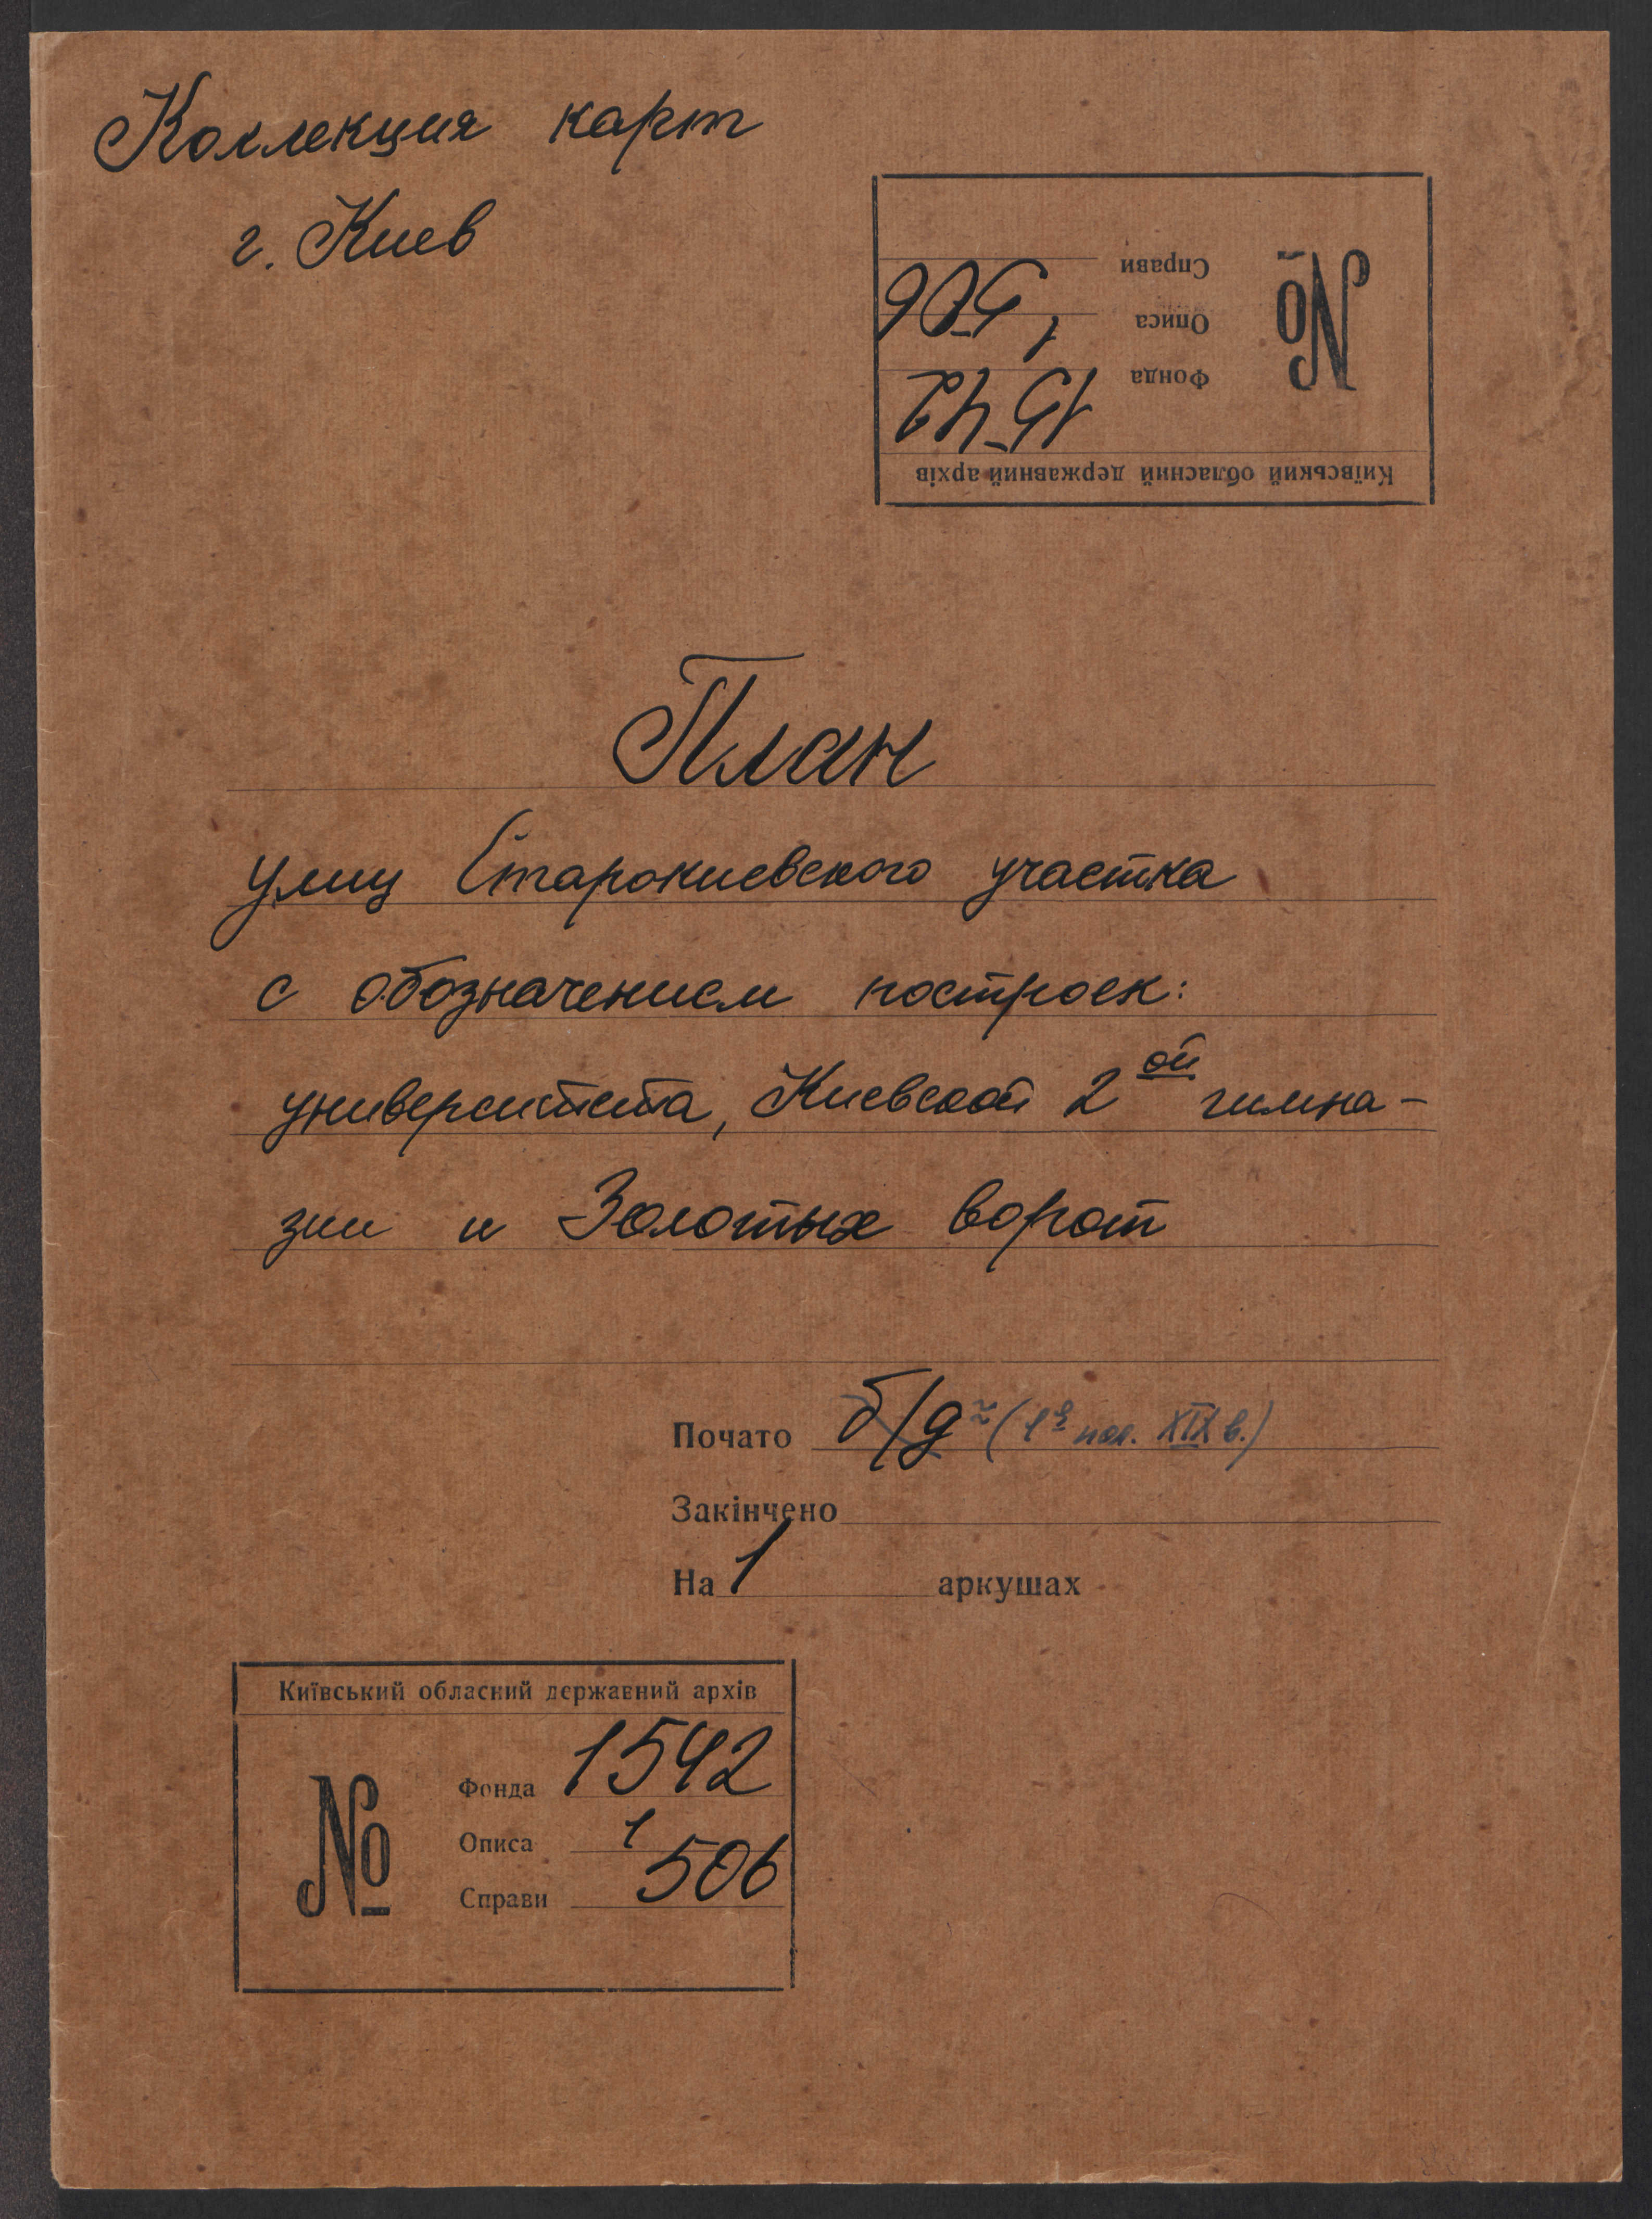 Коллекция карт
г. Киев
Київський обласний державний архів
№
Фонда 1542
Описа 1
Справи 506
План
улиц Старокиевского участка
с обозначением построек:
университета, Киевской 2ой гимна-
зии и Золотых ворот
Почато б/д (1я пол. XIX в.)
Закінчено
На 1 аркушах
Київський обласний державний архів
№
Фонда 1542
Описа 1
Справи 506